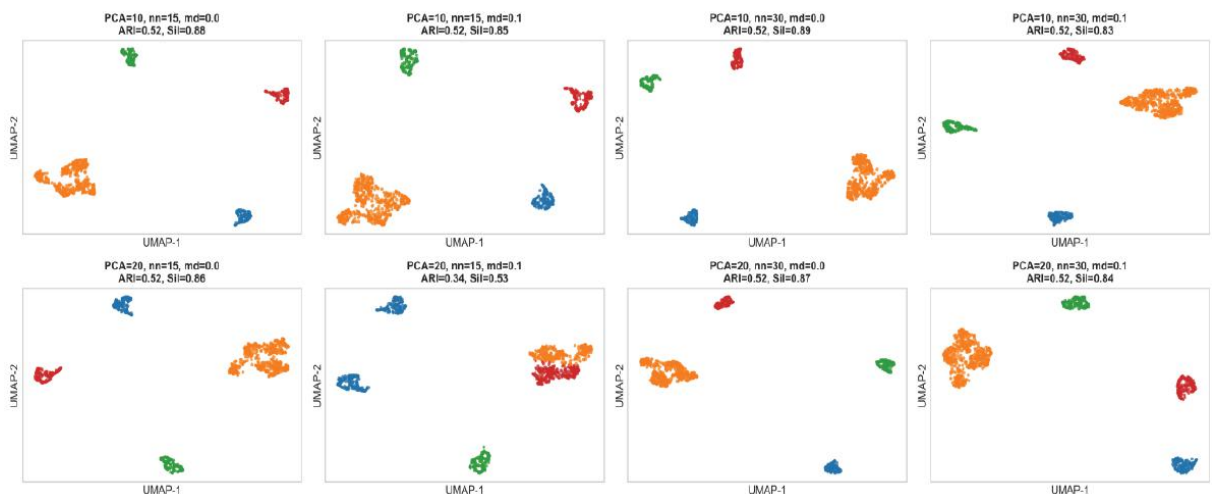 PCA=10, nn=15, md=0.0
ARI=0.52, Sil=0.88
PCA=10, nn=15, md=0.1
ARI=0.52, Sil=0.85
PCA=10, nn=30, md=0.0
ARI=0.52, Sil=0.89
PCA=10, nn=30, md=0.1
ARI=0.52, Sil=0.83
UMAP-2
UMAP-2
UMAP-2
UMAP-2
UMAP-1
UMAP-1
UMAP-1
UMAP-1
PCA=20, nn=15, md=0.0
ARI=0.52, Sil=0.86
PCA=20, nn=15, md=0.1
ARI=0.34, Sil=0.53
PCA=20, nn=30, md=0.0
ARI=0.52, Sil=0.87
PCA=20, nn=30, md=0.1
ARI=0.52, Sil=0.84
UMAP-2
UMAP-2
UMAP-2
UMAP-2
UMAP-1
UMAP-1
UMAP-1
UMAP-1